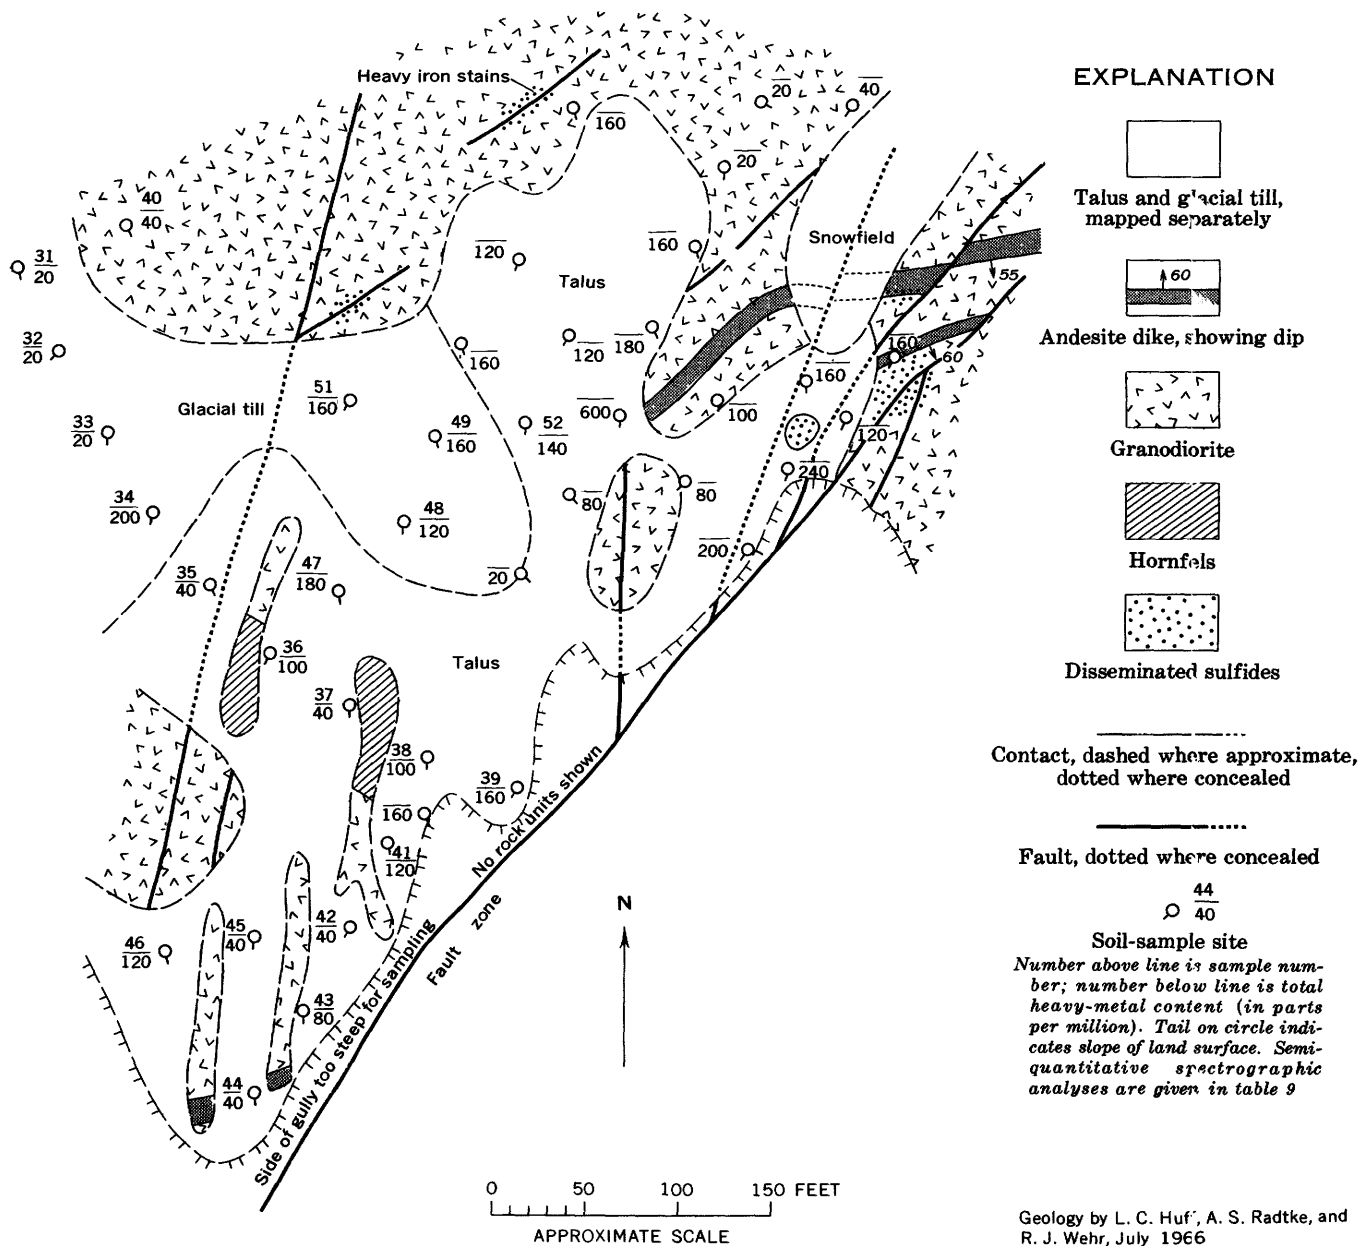 Heavy iron stains
20
40
160
20
40
40
31
20
120
160
Snowfield
Talus
55
32
20
160
120
180
160
60
160
51
160
Glacial till
600
100
33
20
49
160
52
140
120
240
34
200
80
80
48
120
200
35
40
47
180
20
36
100
Talus
37
40
38
100
39
160
160
41
120
No rock units shown
42
40
45
40
46
120
43
80
44
40
Side of gully too steep for sampling
Fault zone
N
0 50 100 150 FEET
APPROXIMATE SCALE
EXPLANATION
Talus and glacial till,
mapped separately
60
Andesite dike, showing dip
Granodiorite
Hornfels
Disseminated sulfides
Contact, dashed where approximate,
dotted where concealed
Fault, dotted where concealed
44
40
Soil-sample site
Number above line is sample num-
ber; number below line is total
heavy-metal content (in parts
per million). Tail on circle indi-
cates slope of land surface. Semi-
quantitative spectrographic
analyses are given in table 9
Geology by L. C. Huff, A. S. Radtke, and
R. J. Wehr, July 1966